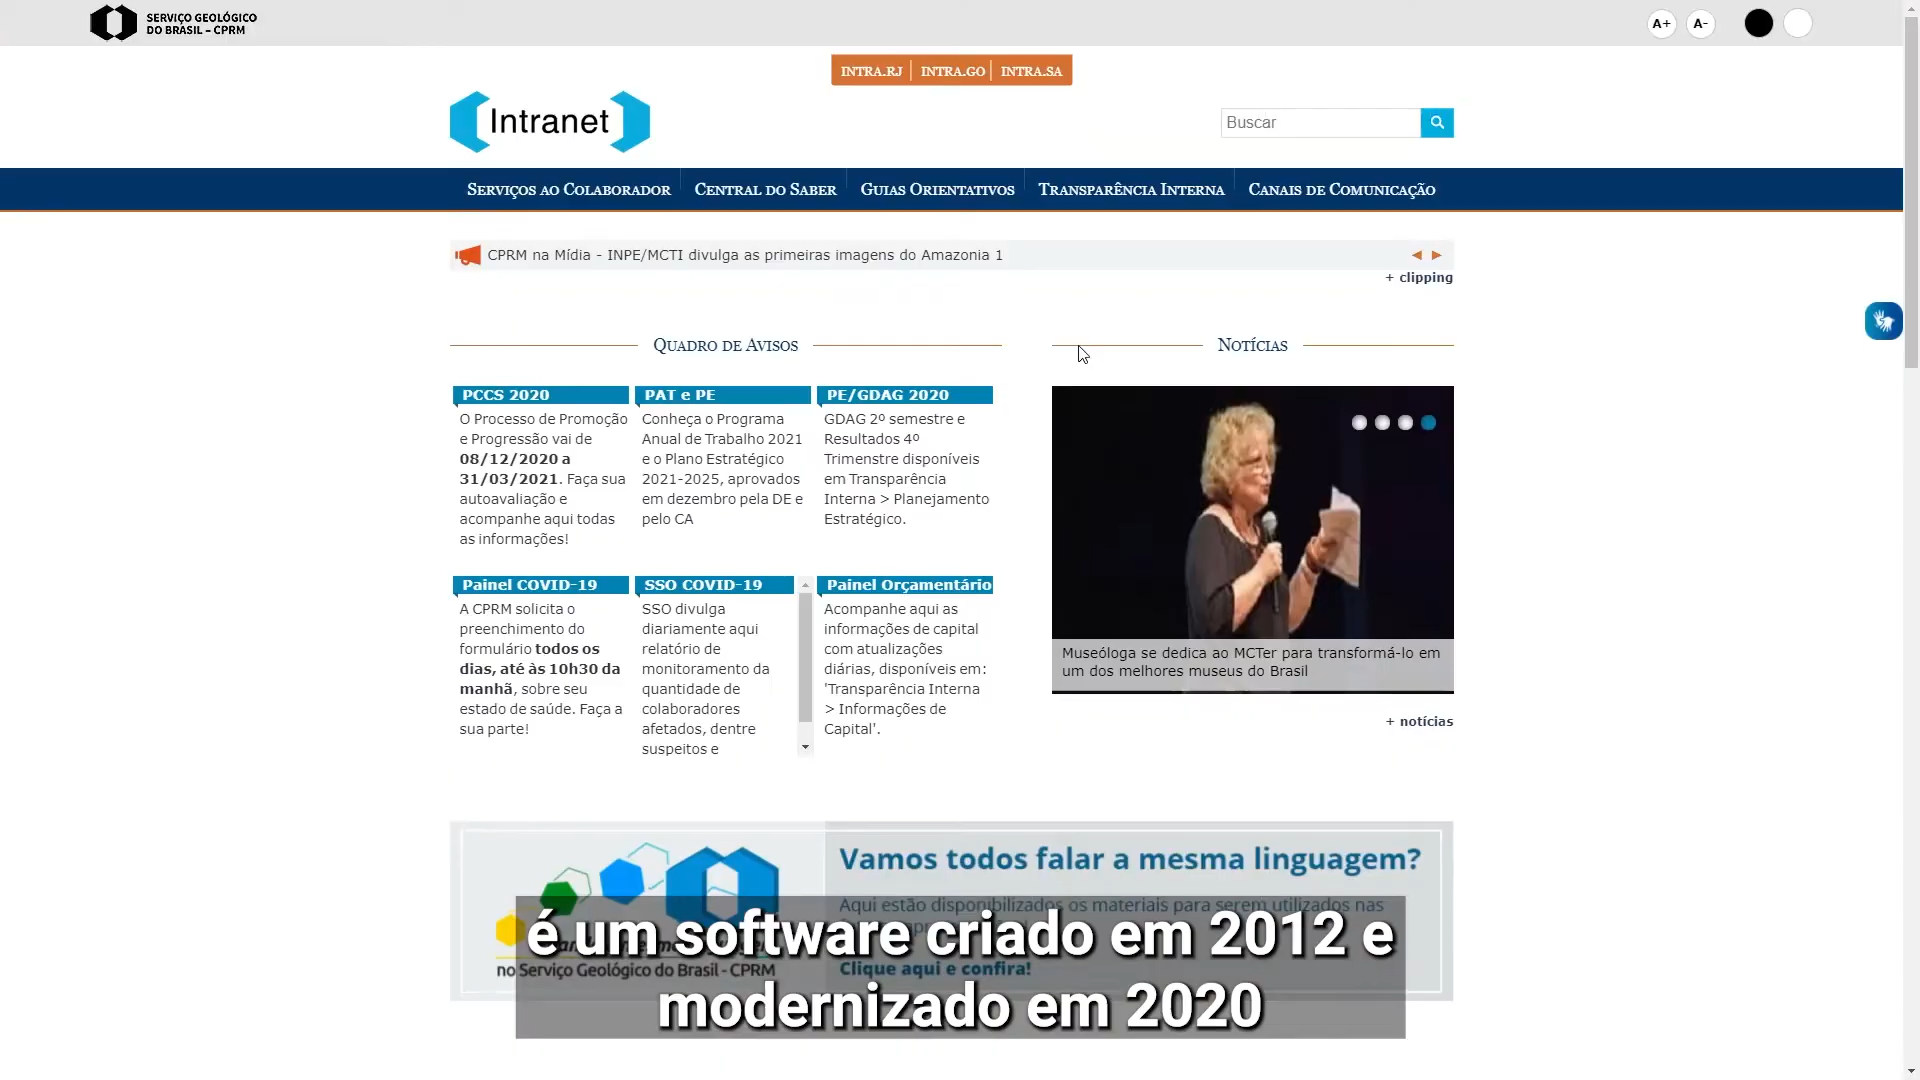 SERVIÇO GEOLÓGICO
DO BRASIL – CPRM
A+ A-
INTRA.RJ INTRA.GO INTRA.SA
Intranet
Buscar
Serviços ao Colaborador Central do Saber Guias Orientativos Transparência Interna Canais de Comunicação
CPRM na Mídia - INPE/MCTI divulga as primeiras imagens do Amazonia 1
+ clipping
Quadro de Avisos
PCCS 2020
O Processo de Promoção
e Progressão vai de
08/12/2020 a
31/03/2021. Faça sua
autoavaliação e
acompanhe aqui todas
as informações!
PAT e PE
Conheça o Programa
Anual de Trabalho 2021
e o Plano Estratégico
2021-2025, aprovados
em dezembro pela DE e
pelo CA
PE/GDAG 2020
GDAG 2º semestre e
Resultados 4º
Trimenstre disponíveis
em Transparência
Interna > Planejamento
Estratégico.
Painel COVID-19
A CPRM solicita o
preenchimento do
formulário todos os
dias, até às 10h30 da
manhã, sobre seu
estado de saúde. Faça a
sua parte!
SSO COVID-19
SSO divulga
diariamente aqui
relatório de
monitoramento da
quantidade de
colaboradores
afetados, dentre
suspeitos e
Painel Orçamentário
Acompanhe aqui as
informações de capital
com atualizações
diárias, disponíveis em:
'Transparência Interna
> Informações de
Capital'.
Notícias
Museóloga se dedica ao MCTer para transformá-lo em
um dos melhores museus do Brasil
+ notícias
no Serviço Geológico do Brasil - CPRM
Vamos todos falar a mesma linguagem?
Aqui estão disponibilizados os materiais para serem utilizados nas
Clique aqui e confira!
é um software criado em 2012 e
modernizado em 2020